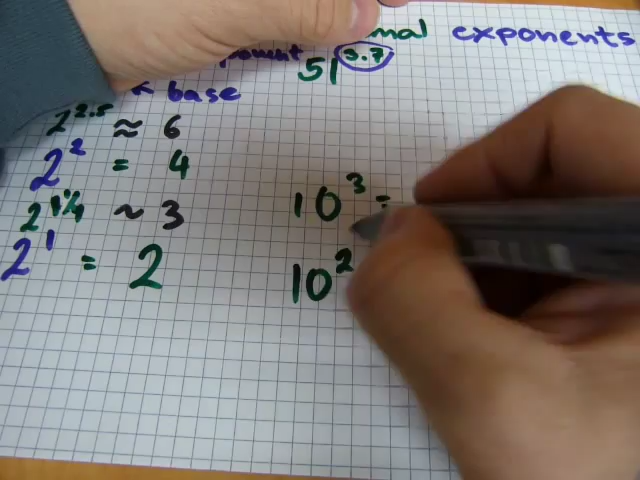 exponents
51^3.7
< base
2^2.5 ≈ 6
2^2 = 4
2^1¼ ~ 3
2^1 = 2
10^3 =
10^2